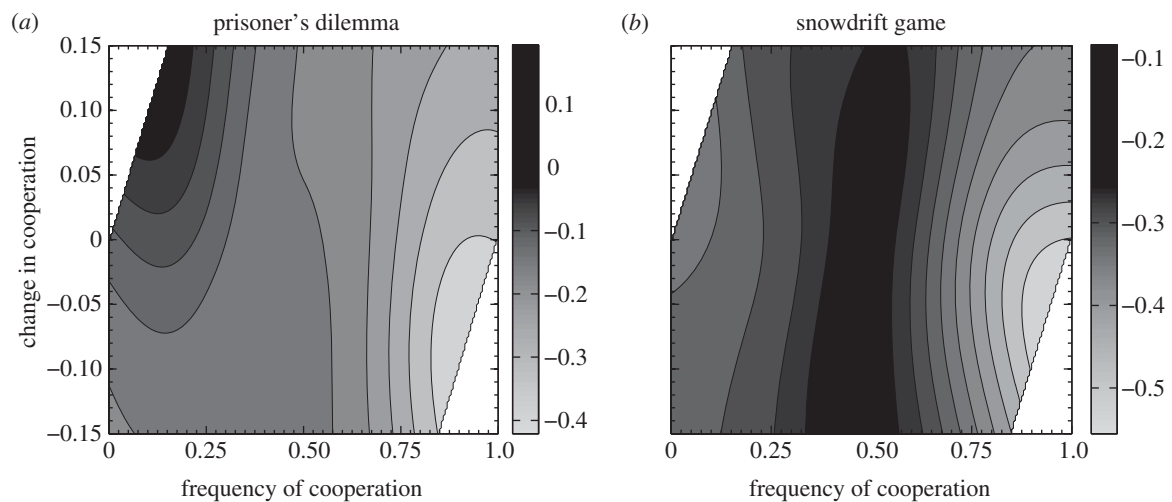 (a) prisoner’s dilemma
0.15
0.10
0.05
0
−0.05
−0.10
−0.15
change in cooperation
0 0.25 0.50 0.75 1.0
frequency of cooperation
0.1
0
−0.1
−0.2
−0.3
−0.4
(b) snowdrift game
0 0.25 0.50 0.75 1.0
frequency of cooperation
−0.1
−0.2
−0.3
−0.4
−0.5